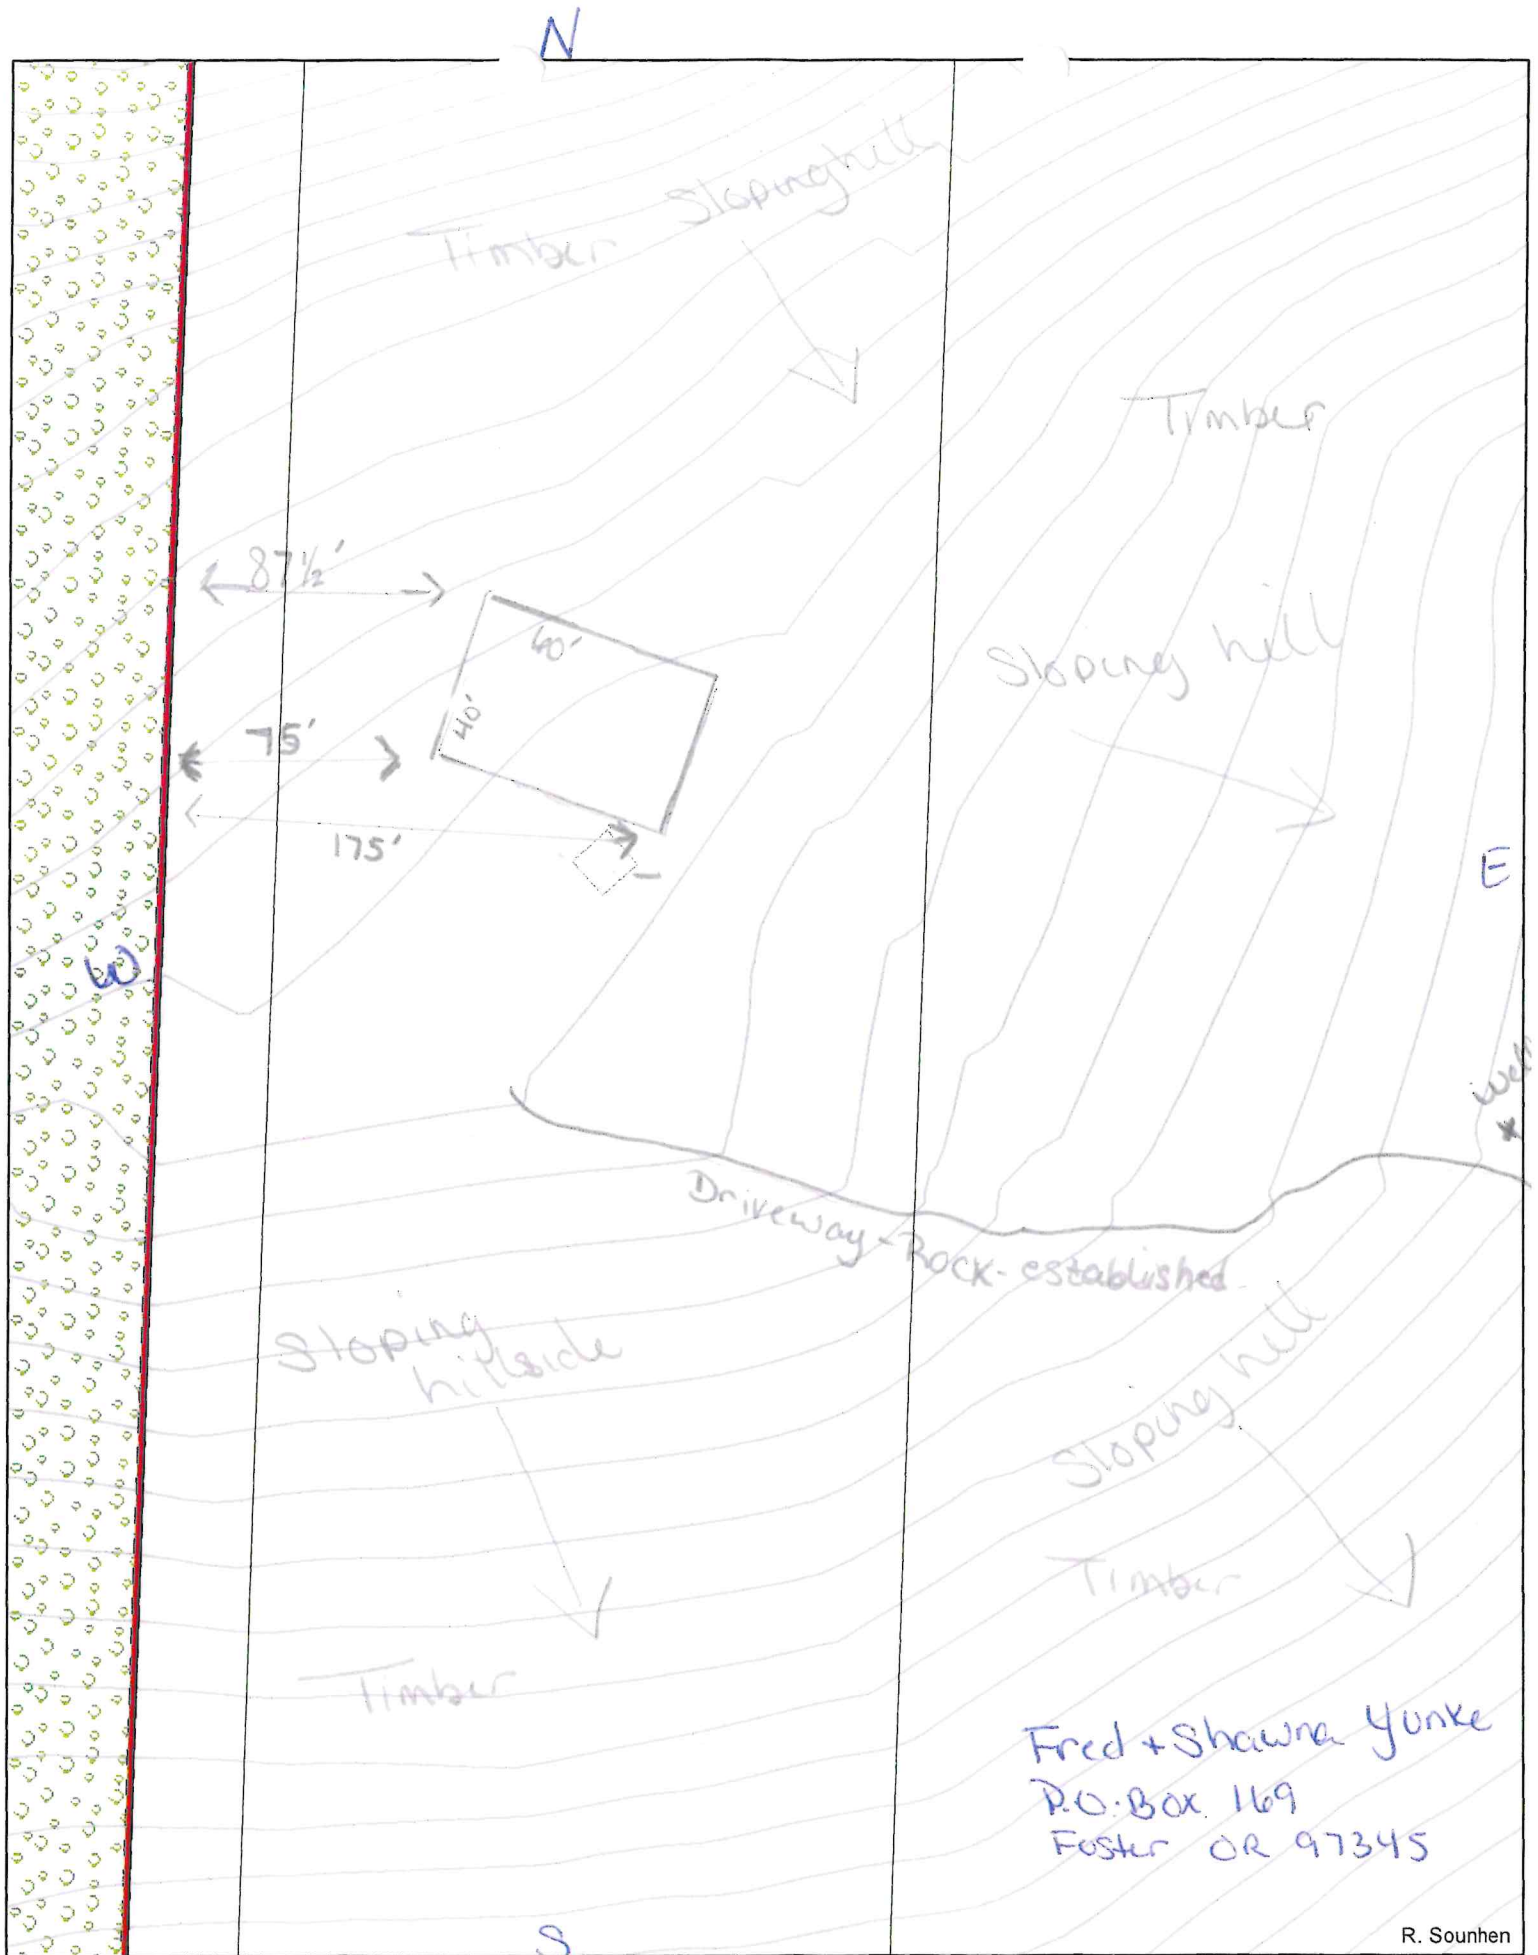 N
Sloping hill
Timber
Timber
87½'
40'
Sloping hill
40'
75'
175'
E
W
well
Driveway - Rock - established
Sloping
hillside
Sloping hill
Timber
Timber
Fred + Shawna Yunke
P.O. Box 169
Foster OR 97345
S
R. Sounhen